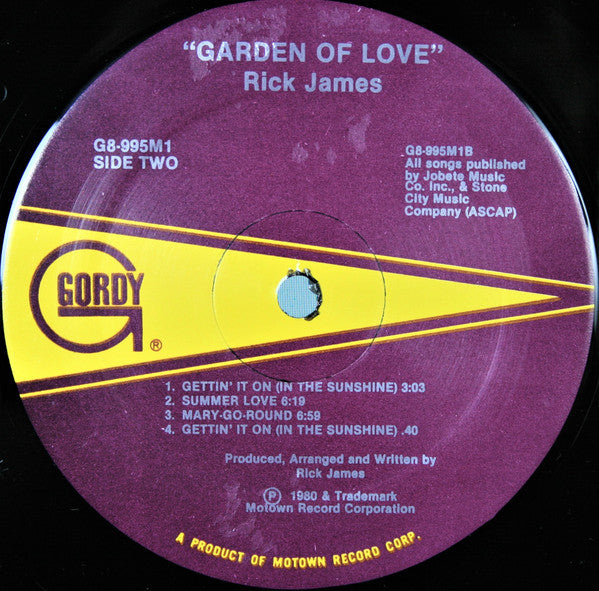 "GARDEN OF LOVE"
Rick James
G8-995M1
SIDE TWO
G8-995M1B
All songs published
by Jobete Music
Co. Inc., & Stone
City Music
Company (ASCAP)
GORDY ®
1. GETTIN' IT ON (IN THE SUNSHINE) 3:03
2. SUMMER LOVE 6:19
3. MARY-GO-ROUND 6:59
4. GETTIN' IT ON (IN THE SUNSHINE) .40
Produced, Arranged and Written by
Rick James
℗ 1980 & Trademark
Motown Record Corporation
A PRODUCT OF MOTOWN RECORD CORP.